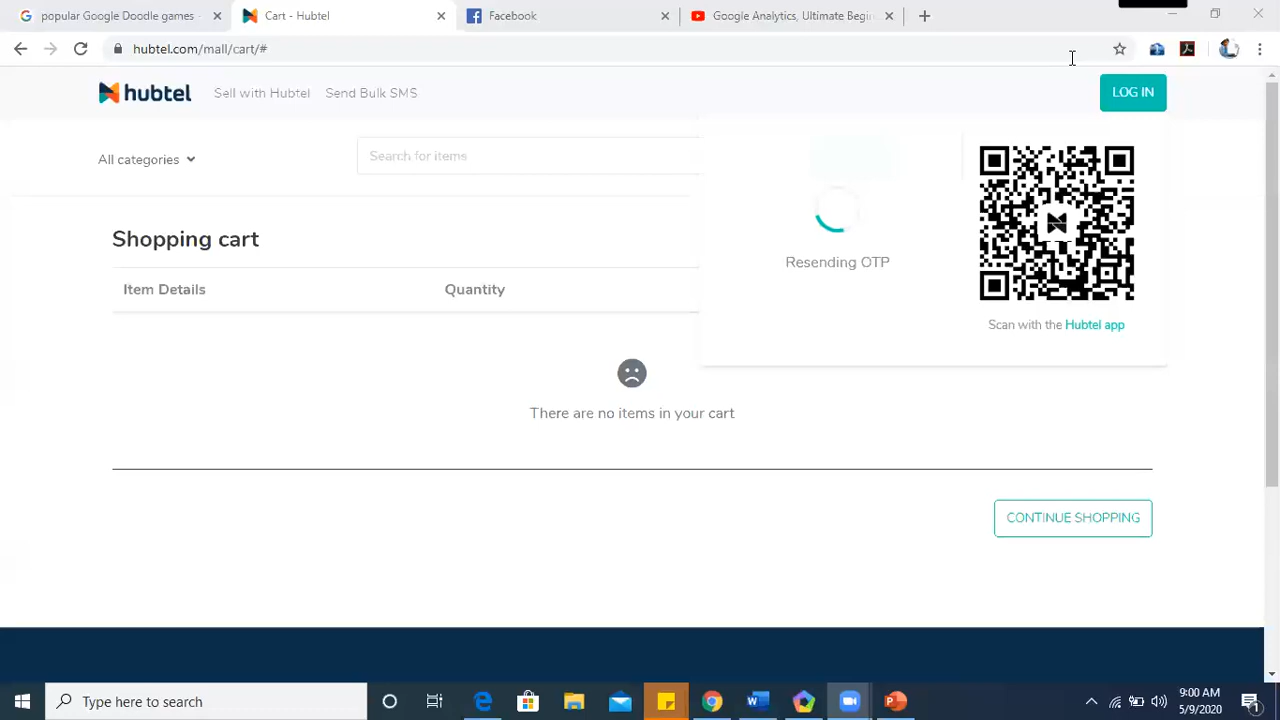 popular Google Doodle games -
Cart - Hubtel
Facebook
Google Analytics, Ultimate Begin
hubtel.com/mall/cart/#
hubtel
Sell with Hubtel
Send Bulk SMS
LOG IN
All categories
Search for items
Resending OTP
Scan with the Hubtel app
Shopping cart
Item Details
Quantity
There are no items in your cart
CONTINUE SHOPPING
Type here to search
9:00 AM
5/9/2020
1